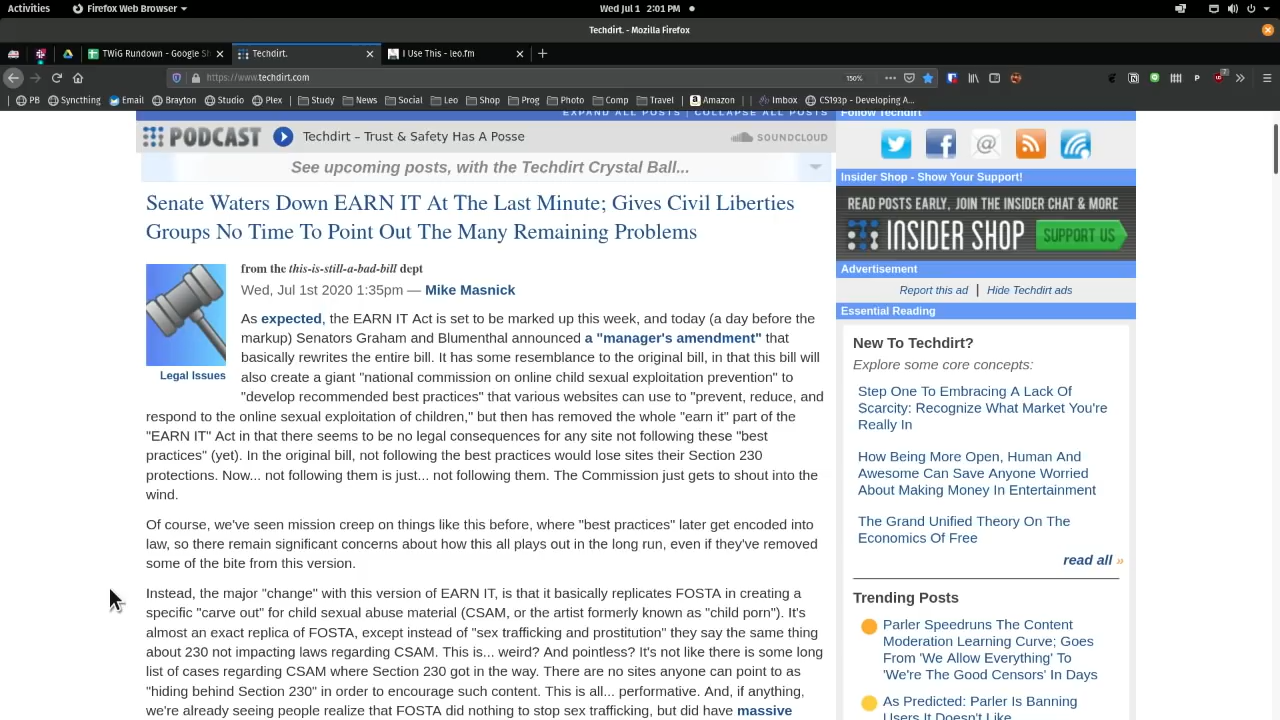 Activities
Firefox Web Browser
Wed Jul 1 2:01 PM
Techdirt. - Mozilla Firefox
TWiG Rundown - Google Sh
Techdirt.
I Use This - leo.fm
https://www.techdirt.com
150%
PB Syncthing Email Brayton Studio Plex Study News Social Leo Shop Prog Photo Comp Travel Amazon Inbox CS193p - Developing A...
EXPAND ALL POSTS | COLLAPSE ALL POSTS
PODCAST Techdirt – Trust & Safety Has A Posse SOUNDCLOUD
See upcoming posts, with the Techdirt Crystal Ball...
Senate Waters Down EARN IT At The Last Minute; Gives Civil Liberties
Groups No Time To Point Out The Many Remaining Problems
from the this-is-still-a-bad-bill dept
Wed, Jul 1st 2020 1:35pm — Mike Masnick
Legal Issues
As expected, the EARN IT Act is set to be marked up this week, and today (a day before the
markup) Senators Graham and Blumenthal announced a "manager's amendment" that
basically rewrites the entire bill. It has some resemblance to the original bill, in that this bill will
also create a giant "national commission on online child sexual exploitation prevention" to
"develop recommended best practices" that various websites can use to "prevent, reduce, and
respond to the online sexual exploitation of children," but then has removed the whole "earn it" part of the
"EARN IT" Act in that there seems to be no legal consequences for any site not following these "best
practices" (yet). In the original bill, not following the best practices would lose sites their Section 230
protections. Now... not following them is just... not following them. The Commission just gets to shout into the
wind.
Of course, we've seen mission creep on things like this before, where "best practices" later get encoded into
law, so there remain significant concerns about how this all plays out in the long run, even if they've removed
some of the bite from this version.
Instead, the major "change" with this version of EARN IT, is that it basically replicates FOSTA in creating a
specific "carve out" for child sexual abuse material (CSAM, or the artist formerly known as "child porn"). It's
almost an exact replica of FOSTA, except instead of "sex trafficking and prostitution" they say the same thing
about 230 not impacting laws regarding CSAM. This is... weird? And pointless? It's not like there is some long
list of cases regarding CSAM where Section 230 got in the way. There are no sites anyone can point to as
"hiding behind Section 230" in order to encourage such content. This is all... performative. And, if anything,
we're already seeing people realize that FOSTA did nothing to stop sex trafficking, but did have massive
Follow Techdirt
Insider Shop - Show Your Support!
READ POSTS EARLY, JOIN THE INSIDER CHAT & MORE
INSIDER SHOP SUPPORT US
Advertisement
Report this ad | Hide Techdirt ads
Essential Reading
New To Techdirt?
Explore some core concepts:
Step One To Embracing A Lack Of
Scarcity: Recognize What Market You're
Really In
How Being More Open, Human And
Awesome Can Save Anyone Worried
About Making Money In Entertainment
The Grand Unified Theory On The
Economics Of Free
read all »
Trending Posts
Parler Speedruns The Content
Moderation Learning Curve; Goes
From 'We Allow Everything' To
'We're The Good Censors' In Days
As Predicted: Parler Is Banning
Users It Doesn't Like